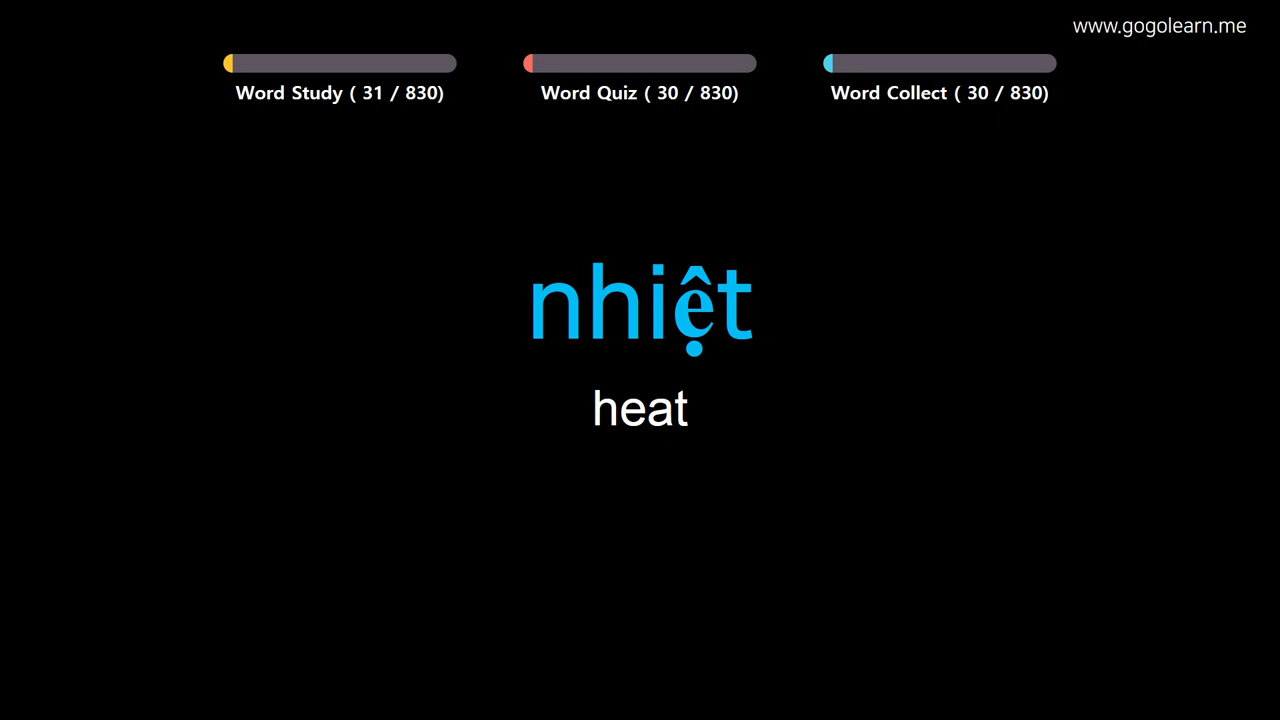 www.gogolearn.me
Word Study ( 31 / 830)
Word Quiz ( 30 / 830)
Word Collect ( 30 / 830)
nhiệt
heat